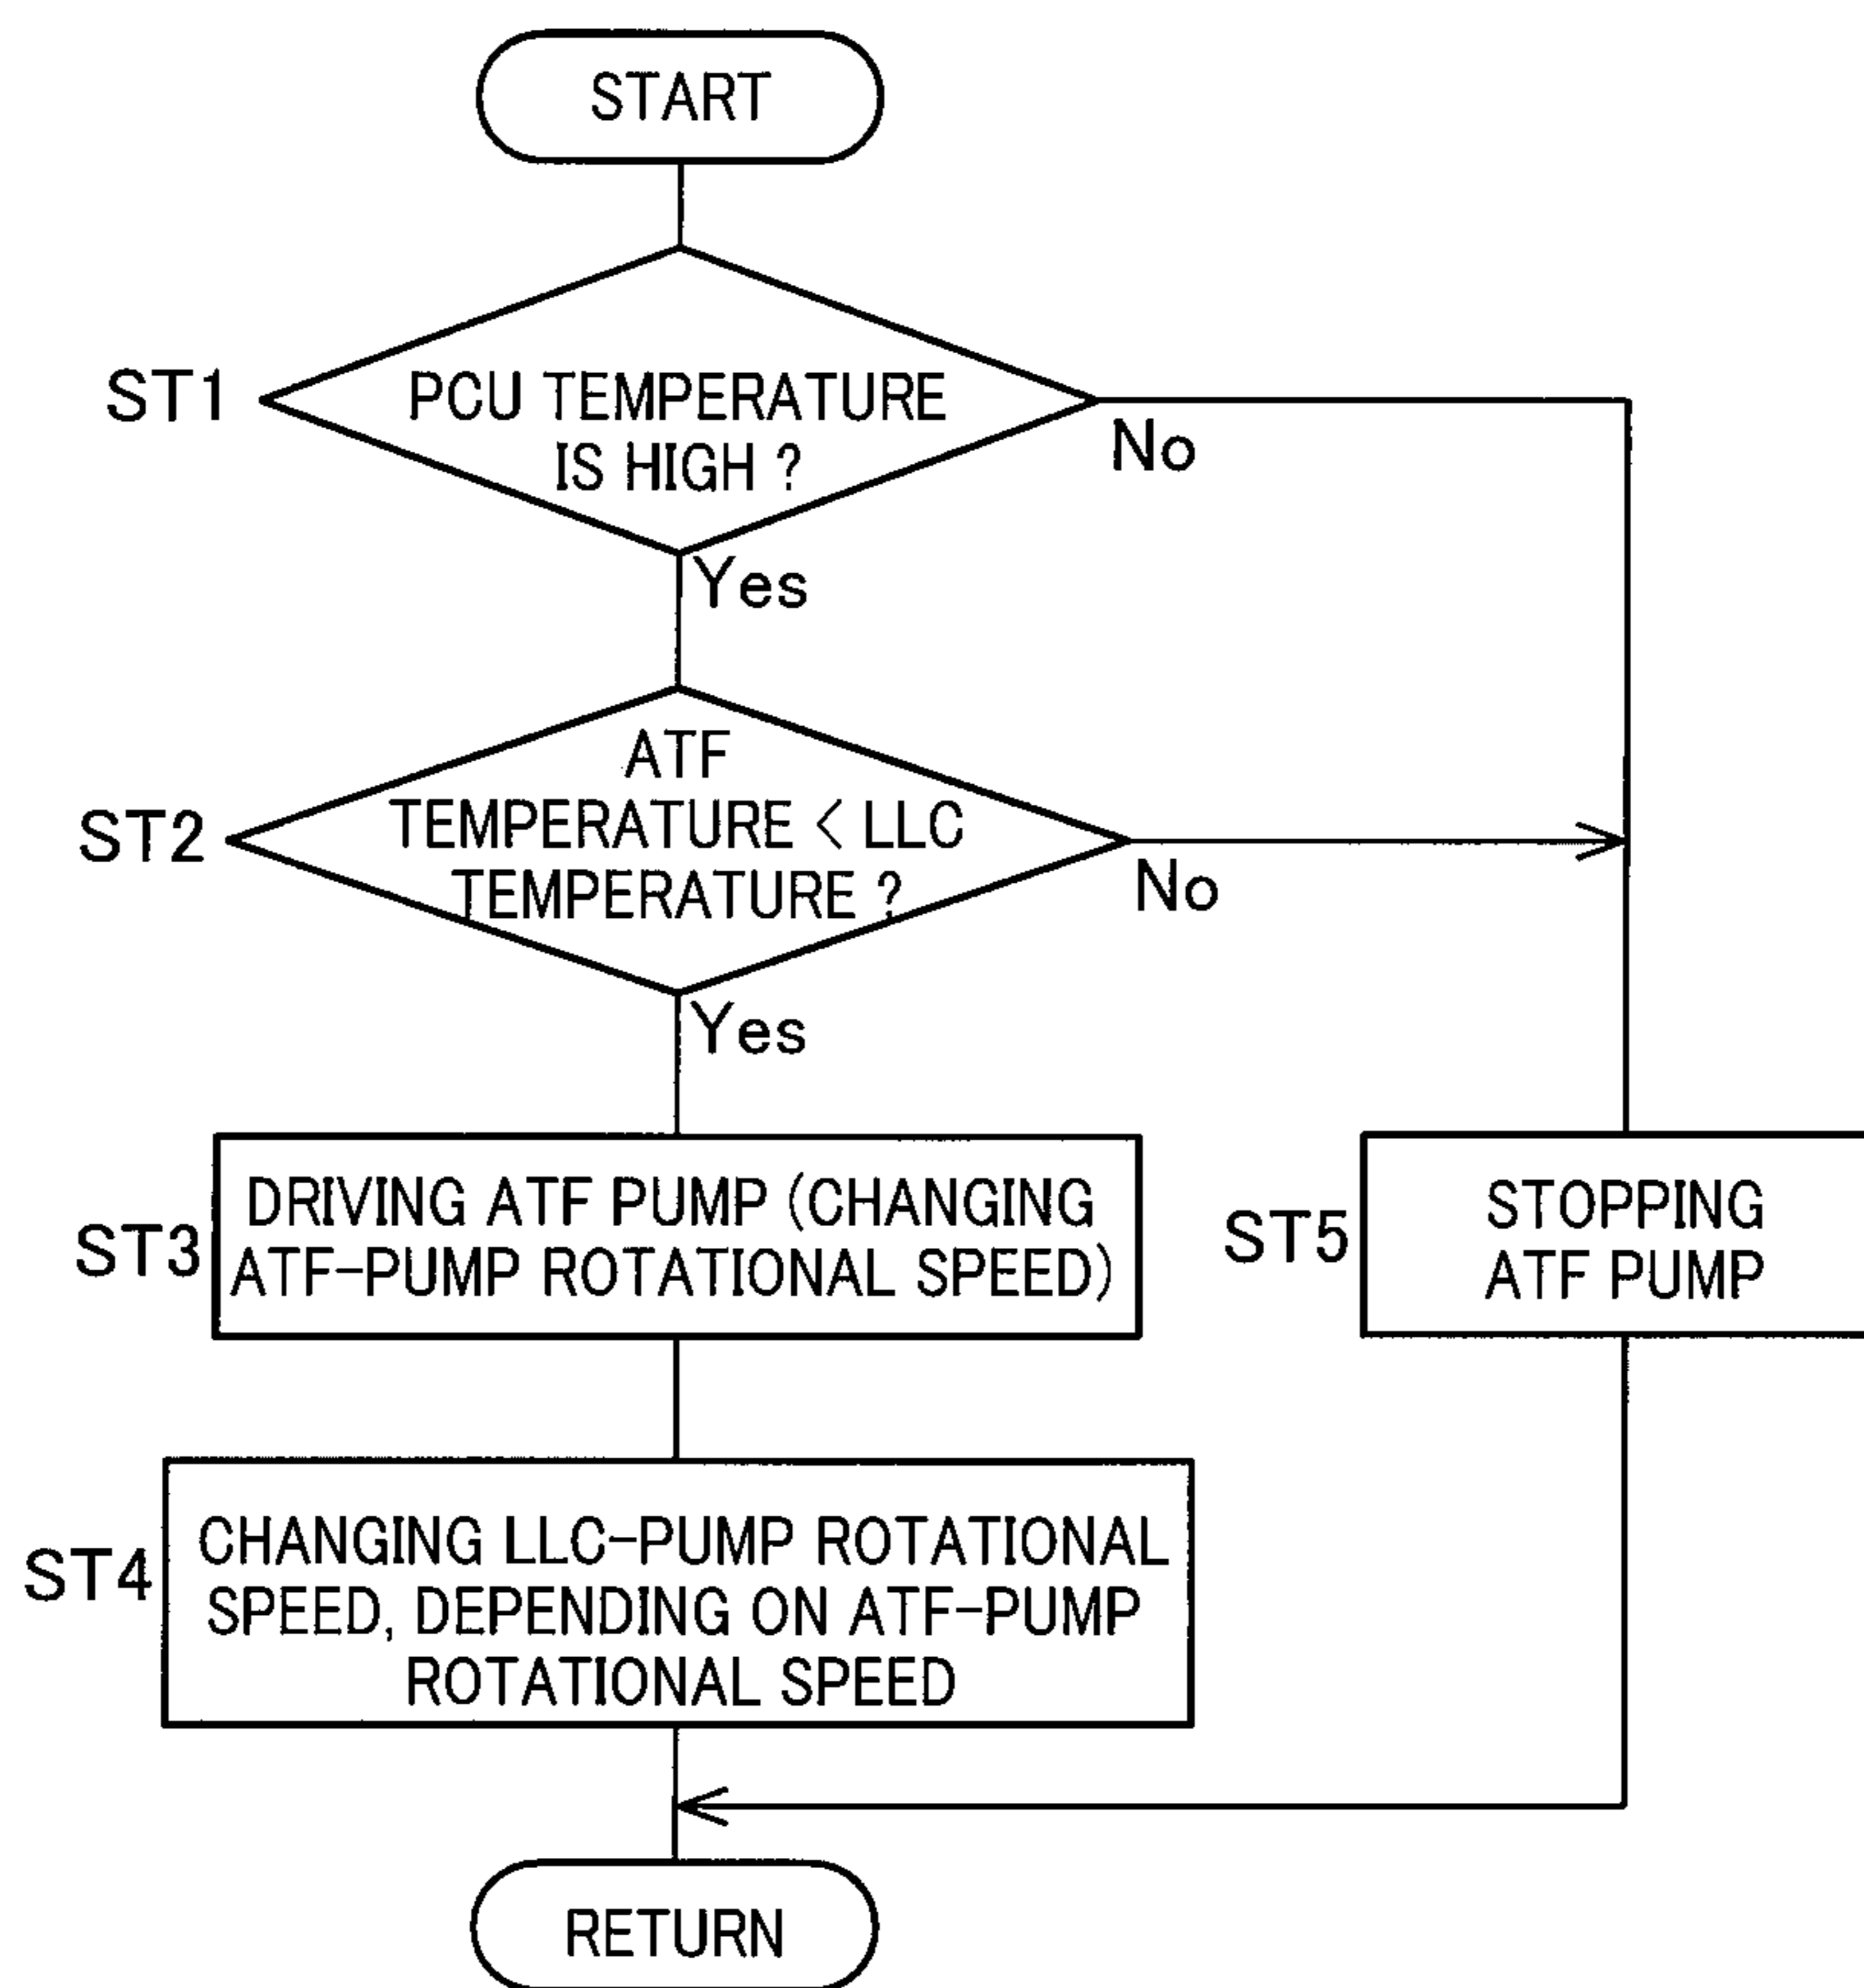 START
ST1
PCU TEMPERATURE
IS HIGH ?
No
Yes
ST2
ATF
TEMPERATURE < LLC
TEMPERATURE ?
No
Yes
ST3
DRIVING ATF PUMP (CHANGING
ATF-PUMP ROTATIONAL SPEED)
ST5
STOPPING
ATF PUMP
ST4
CHANGING LLC-PUMP ROTATIONAL
SPEED, DEPENDING ON ATF-PUMP
ROTATIONAL SPEED
RETURN